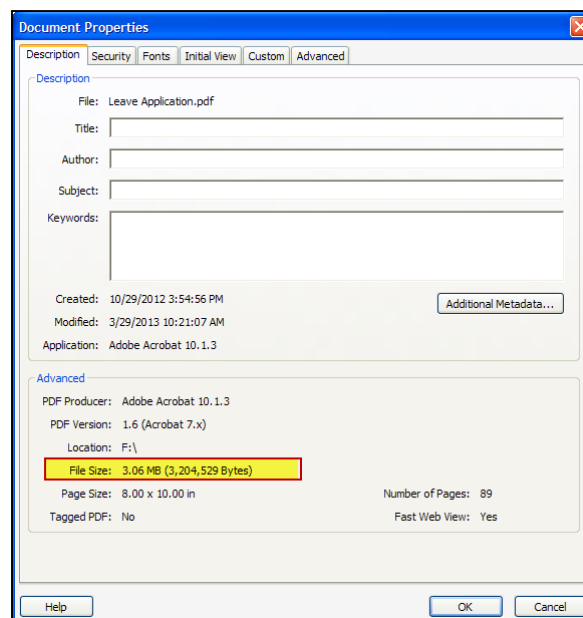 Document Properties
Description Security Fonts Initial View Custom Advanced
Description
File: Leave Application.pdf
Title:
Author:
Subject:
Keywords:
Created: 10/29/2012 3:54:56 PM
Additional Metadata...
Modified: 3/29/2013 10:21:07 AM
Application: Adobe Acrobat 10.1.3
Advanced
PDF Producer: Adobe Acrobat 10.1.3
PDF Version: 1.6 (Acrobat 7.x)
Location: F:\
File Size: 3.06 MB (3,204,529 Bytes)
Page Size: 8.00 x 10.00 in Number of Pages: 89
Tagged PDF: No Fast Web View: Yes
Help OK Cancel